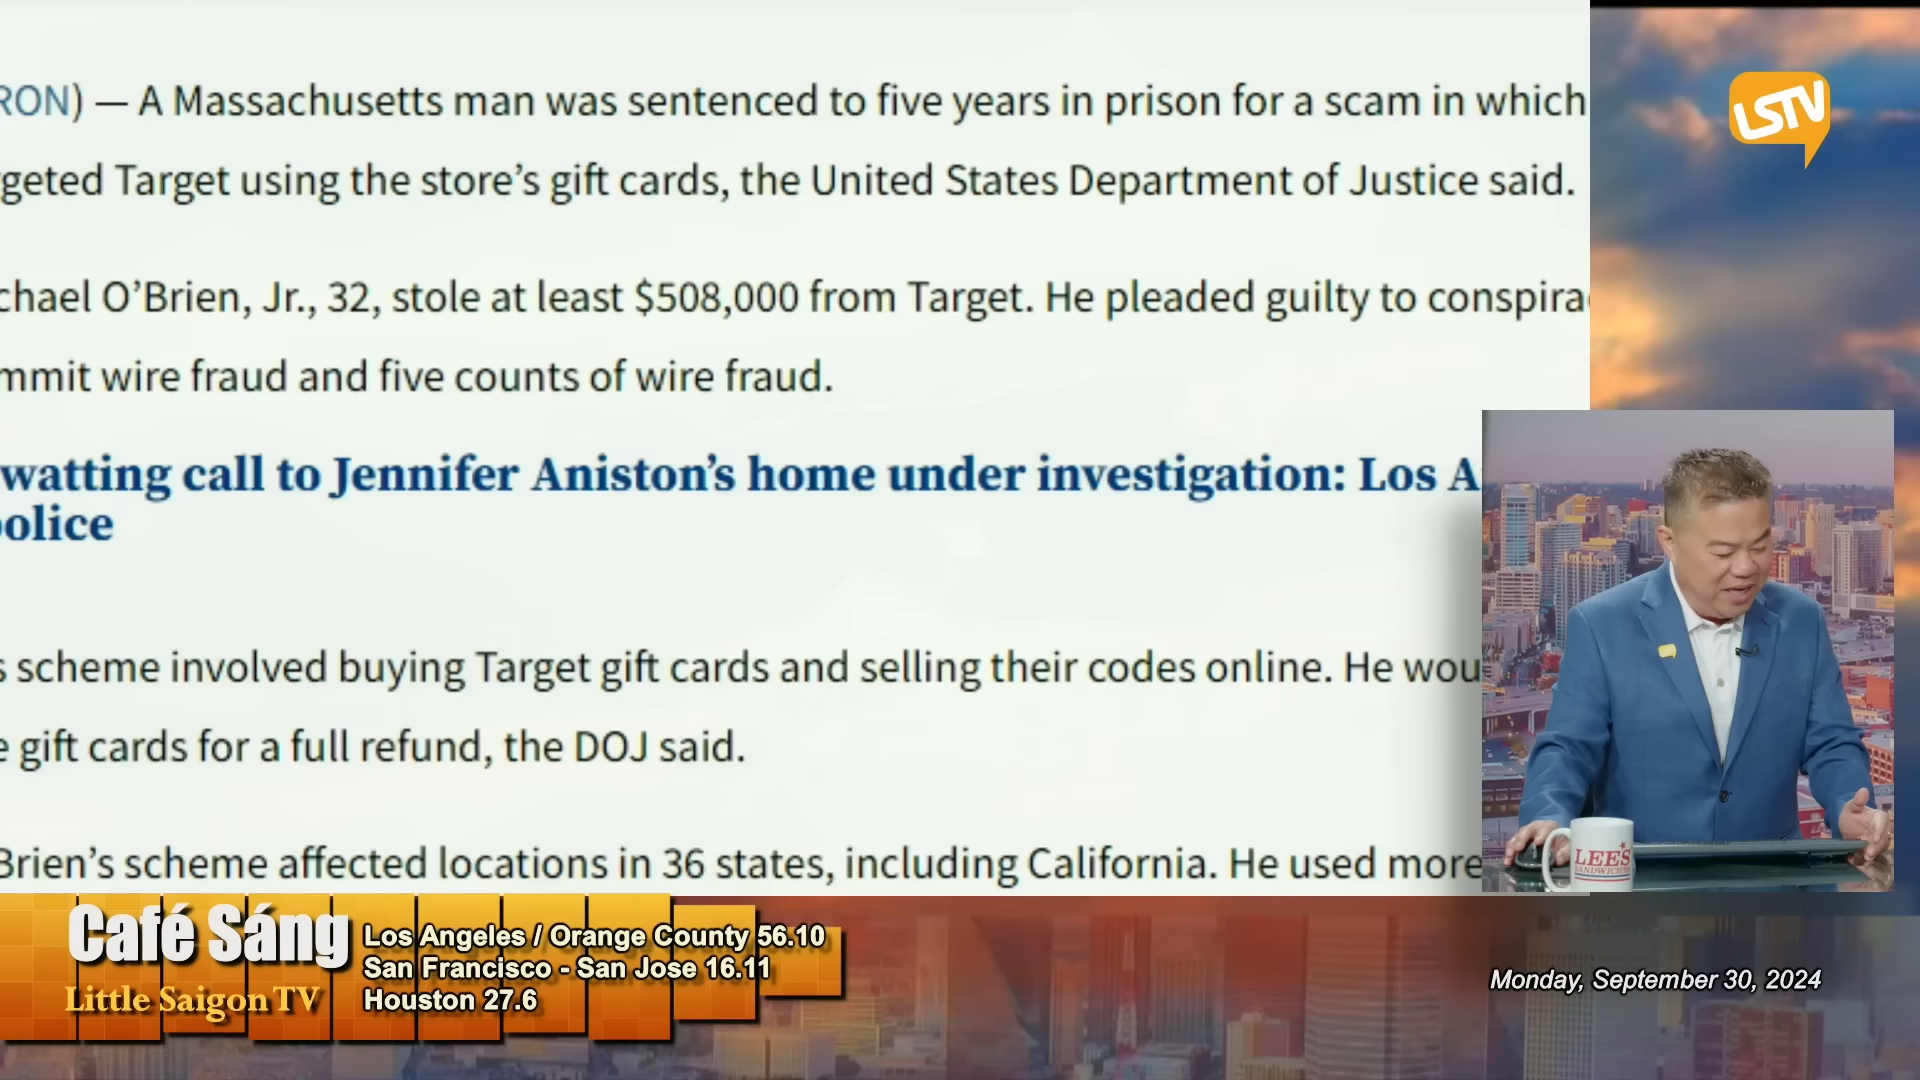 RON) — A Massachusetts man was sentenced to five years in prison for a scam in which
rgeted Target using the store’s gift cards, the United States Department of Justice said.
chael O’Brien, Jr., 32, stole at least $508,000 from Target. He pleaded guilty to conspirac
mmit wire fraud and five counts of wire fraud.
watting call to Jennifer Aniston’s home under investigation: Los A
police
s scheme involved buying Target gift cards and selling their codes online. He wou
e gift cards for a full refund, the DOJ said.
Brien’s scheme affected locations in 36 states, including California. He used more
LSTV
LEE'S
SANDWICHES
Café Sáng
Little Saigon TV
Los Angeles / Orange County 56.10
San Francisco - San Jose 16.11
Houston 27.6
Monday, September 30, 2024